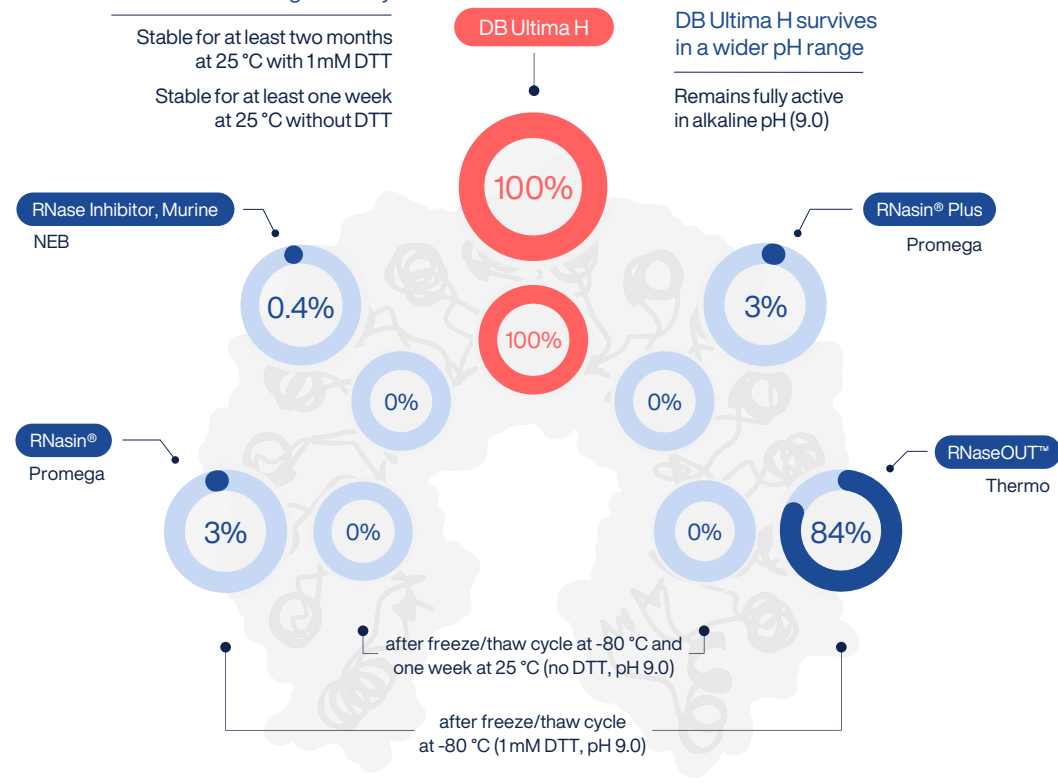 Stable for at least two months
at 25 °C with 1 mM DTT
Stable for at least one week
at 25 °C without DTT
DB Ultima H
DB Ultima H survives
in a wider pH range
Remains fully active
in alkaline pH (9.0)
100%
100%
RNase Inhibitor, Murine
NEB
0.4%
0%
RNasin® Plus
Promega
3%
0%
RNasin®
Promega
3%
0%
RNaseOUT™
Thermo
0%
84%
after freeze/thaw cycle at -80 °C and
one week at 25 °C (no DTT, pH 9.0)
after freeze/thaw cycle
at -80 °C (1 mM DTT, pH 9.0)